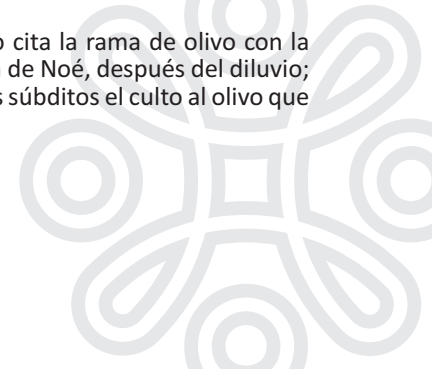 cita la rama de olivo con la
de Noé, después del diluvio;
súbditos el culto al olivo que